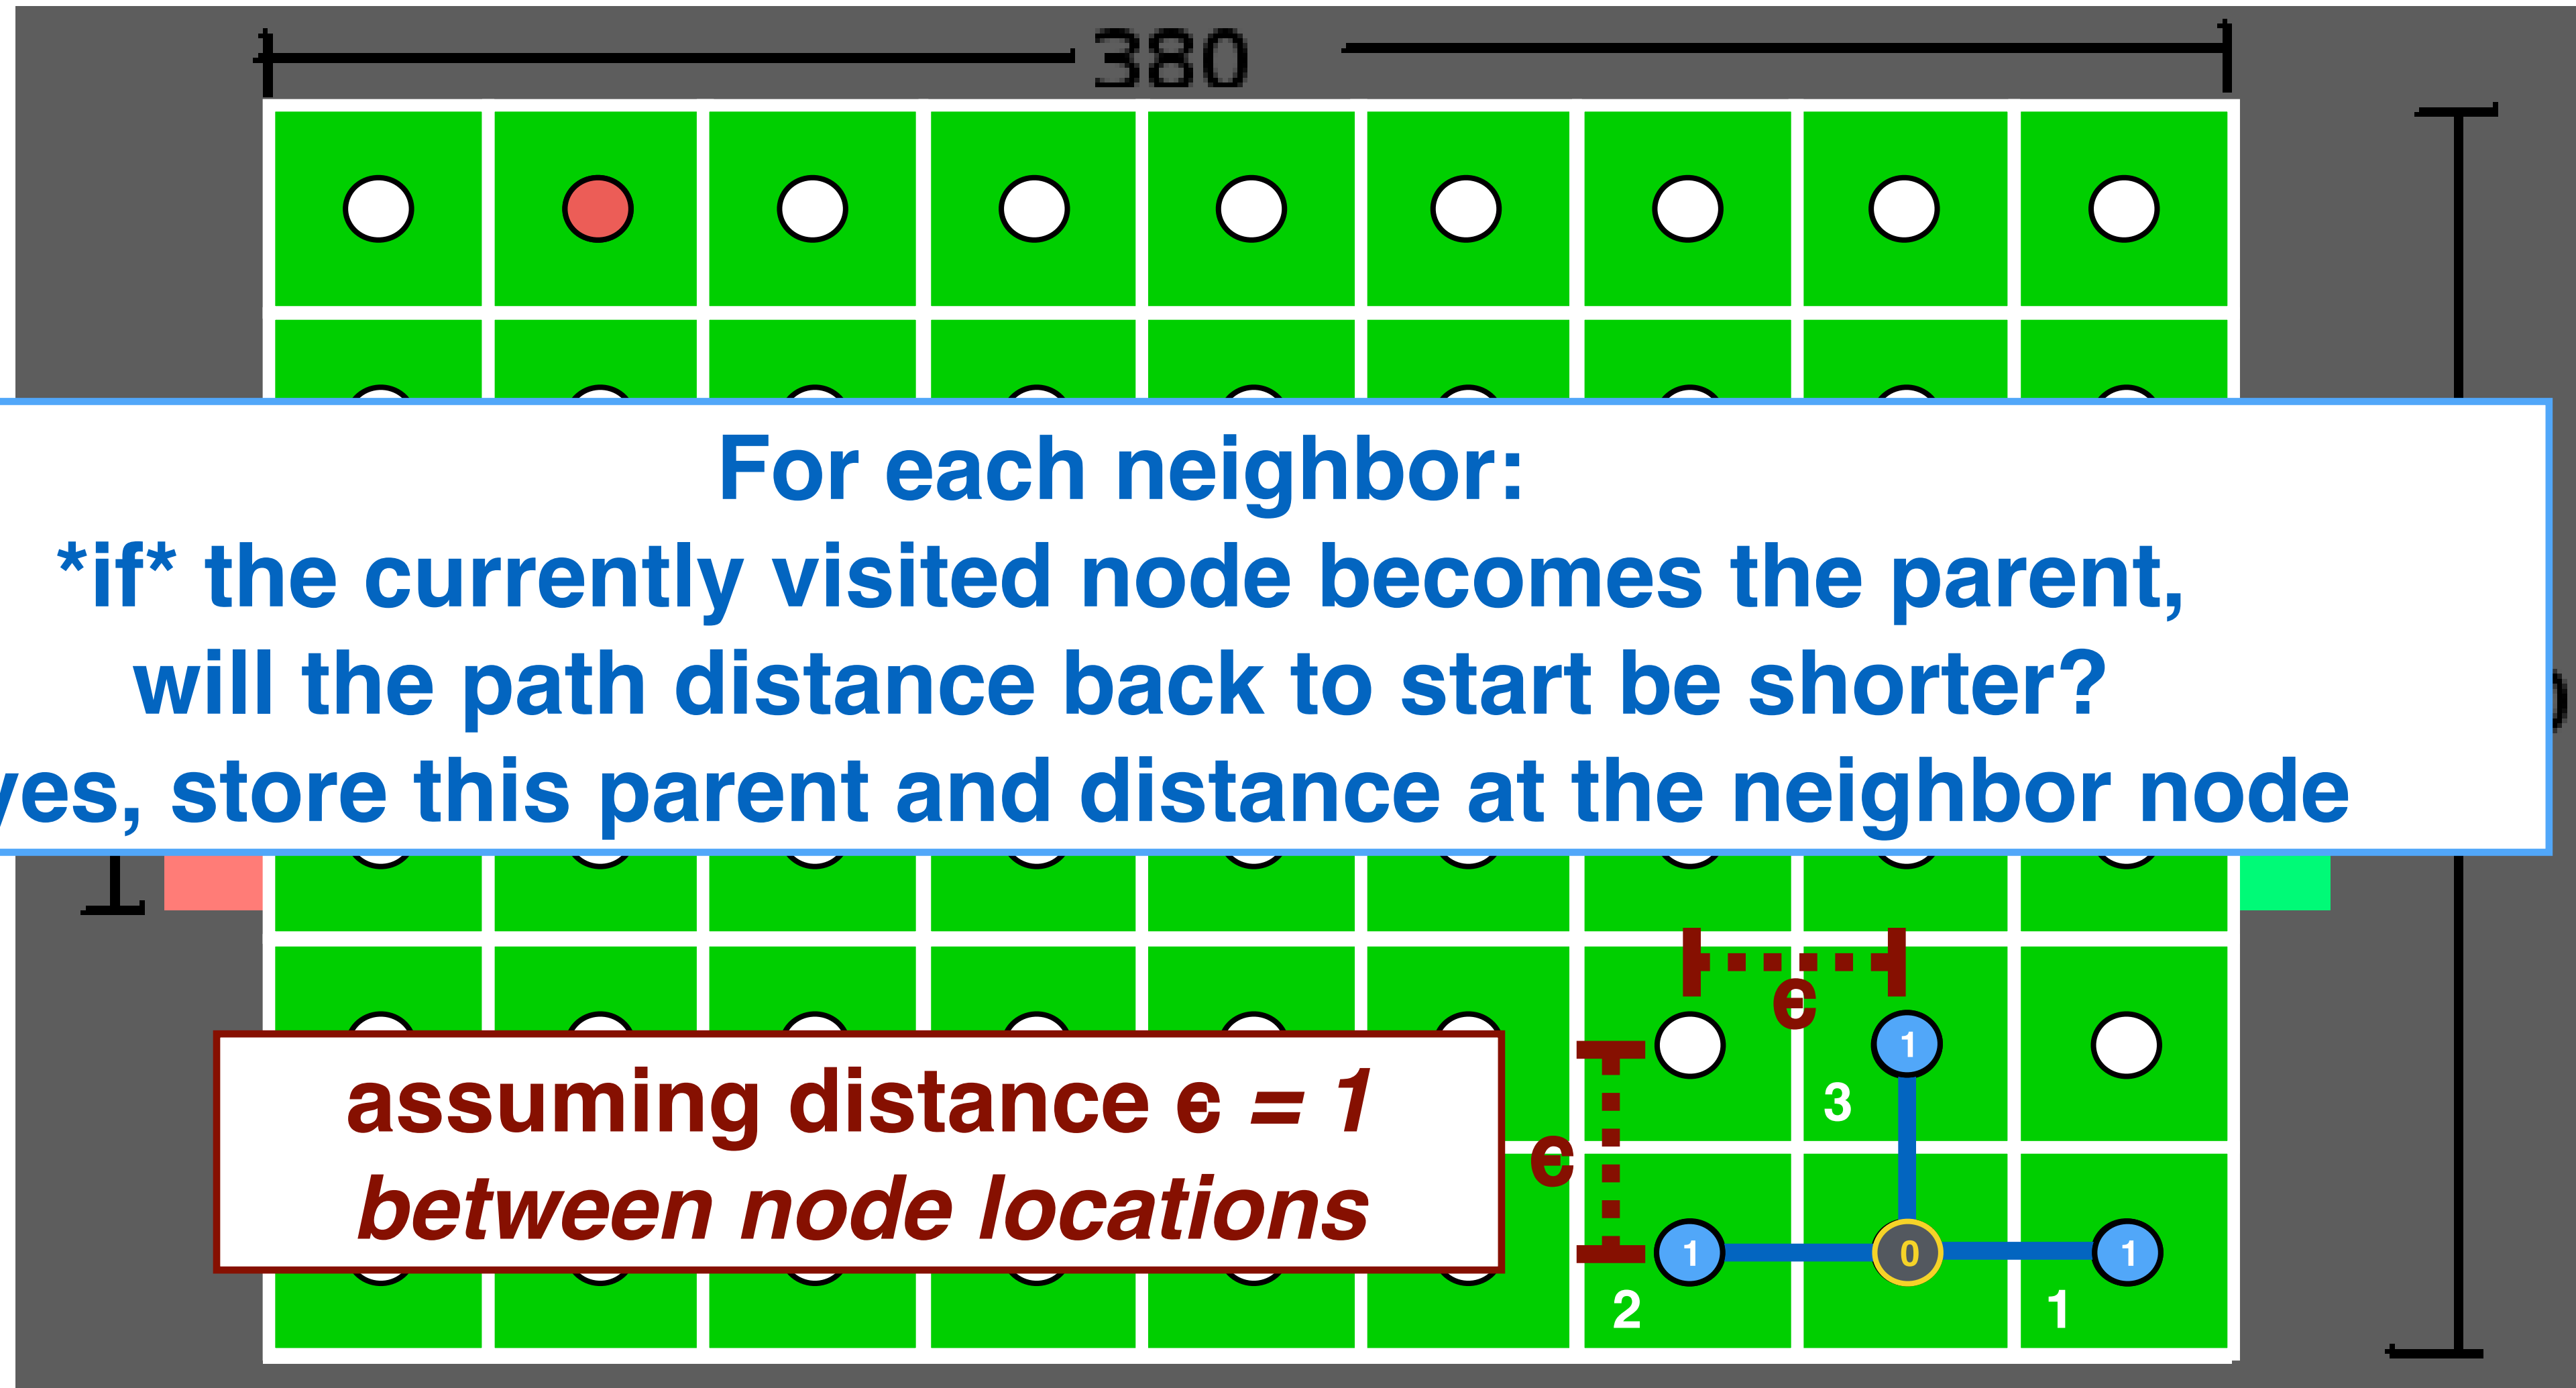 380
For each neighbor:
*if* the currently visited node becomes the parent,
will the path distance back to start be shorter?
yes, store this parent and distance at the neighbor node
є
1
3
assuming distance є = 1
between node locations
є
1
0
1
2
1